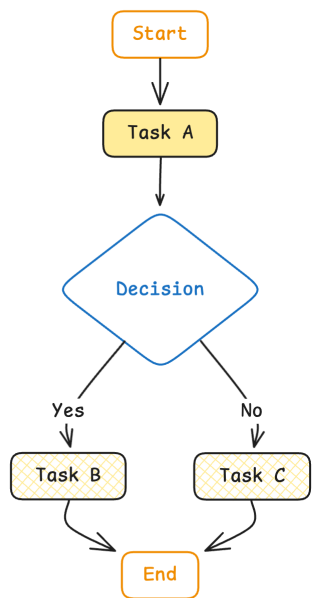 Start
Task A
Decision
Yes
No
Task B
Task C
End